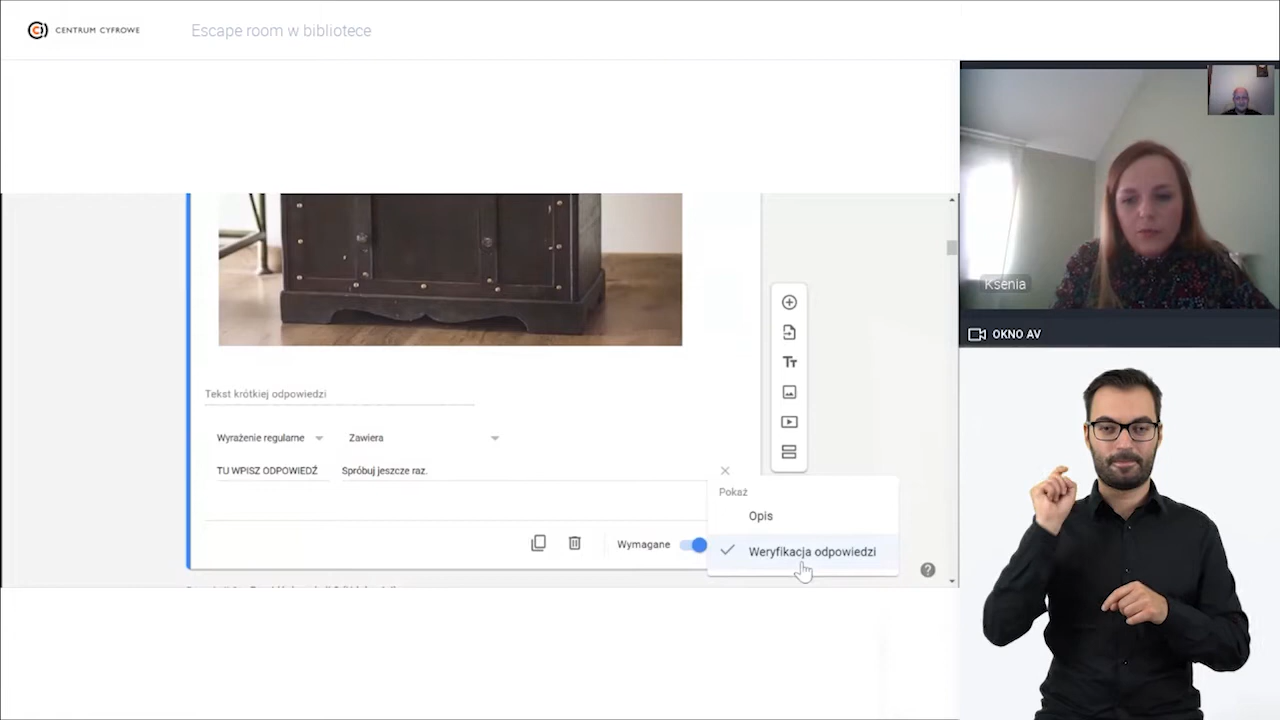 CENTRUM CYFROWE
Escape room w bibliotece
Ksenia
OKNO AV
Tekst krótkiej odpowiedzi
Wyrażenie regularne
Zawiera
TU WPISZ ODPOWIEDŹ
Spróbuj jeszcze raz.
Pokaż
Opis
Wymagane
Weryfikacja odpowiedzi